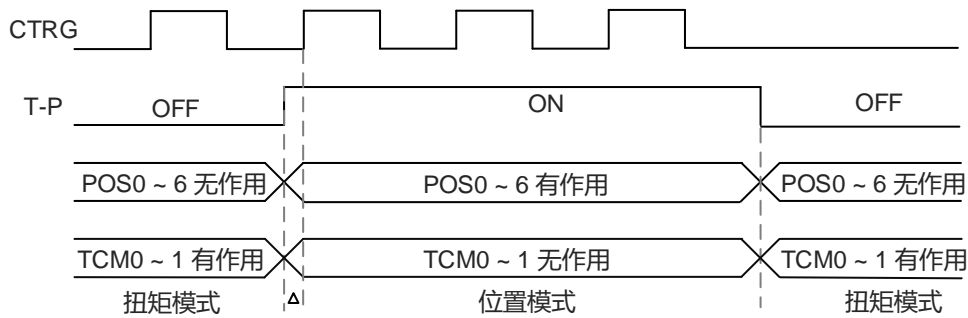 CTRG
T-P OFF ON OFF
POS0 ~ 6 无作用 POS0 ~ 6 有作用 POS0 ~ 6 无作用
TCM0 ~ 1 有作用 TCM0 ~ 1 无作用 TCM0 ~ 1 有作用
扭矩模式 Δ 位置模式 扭矩模式